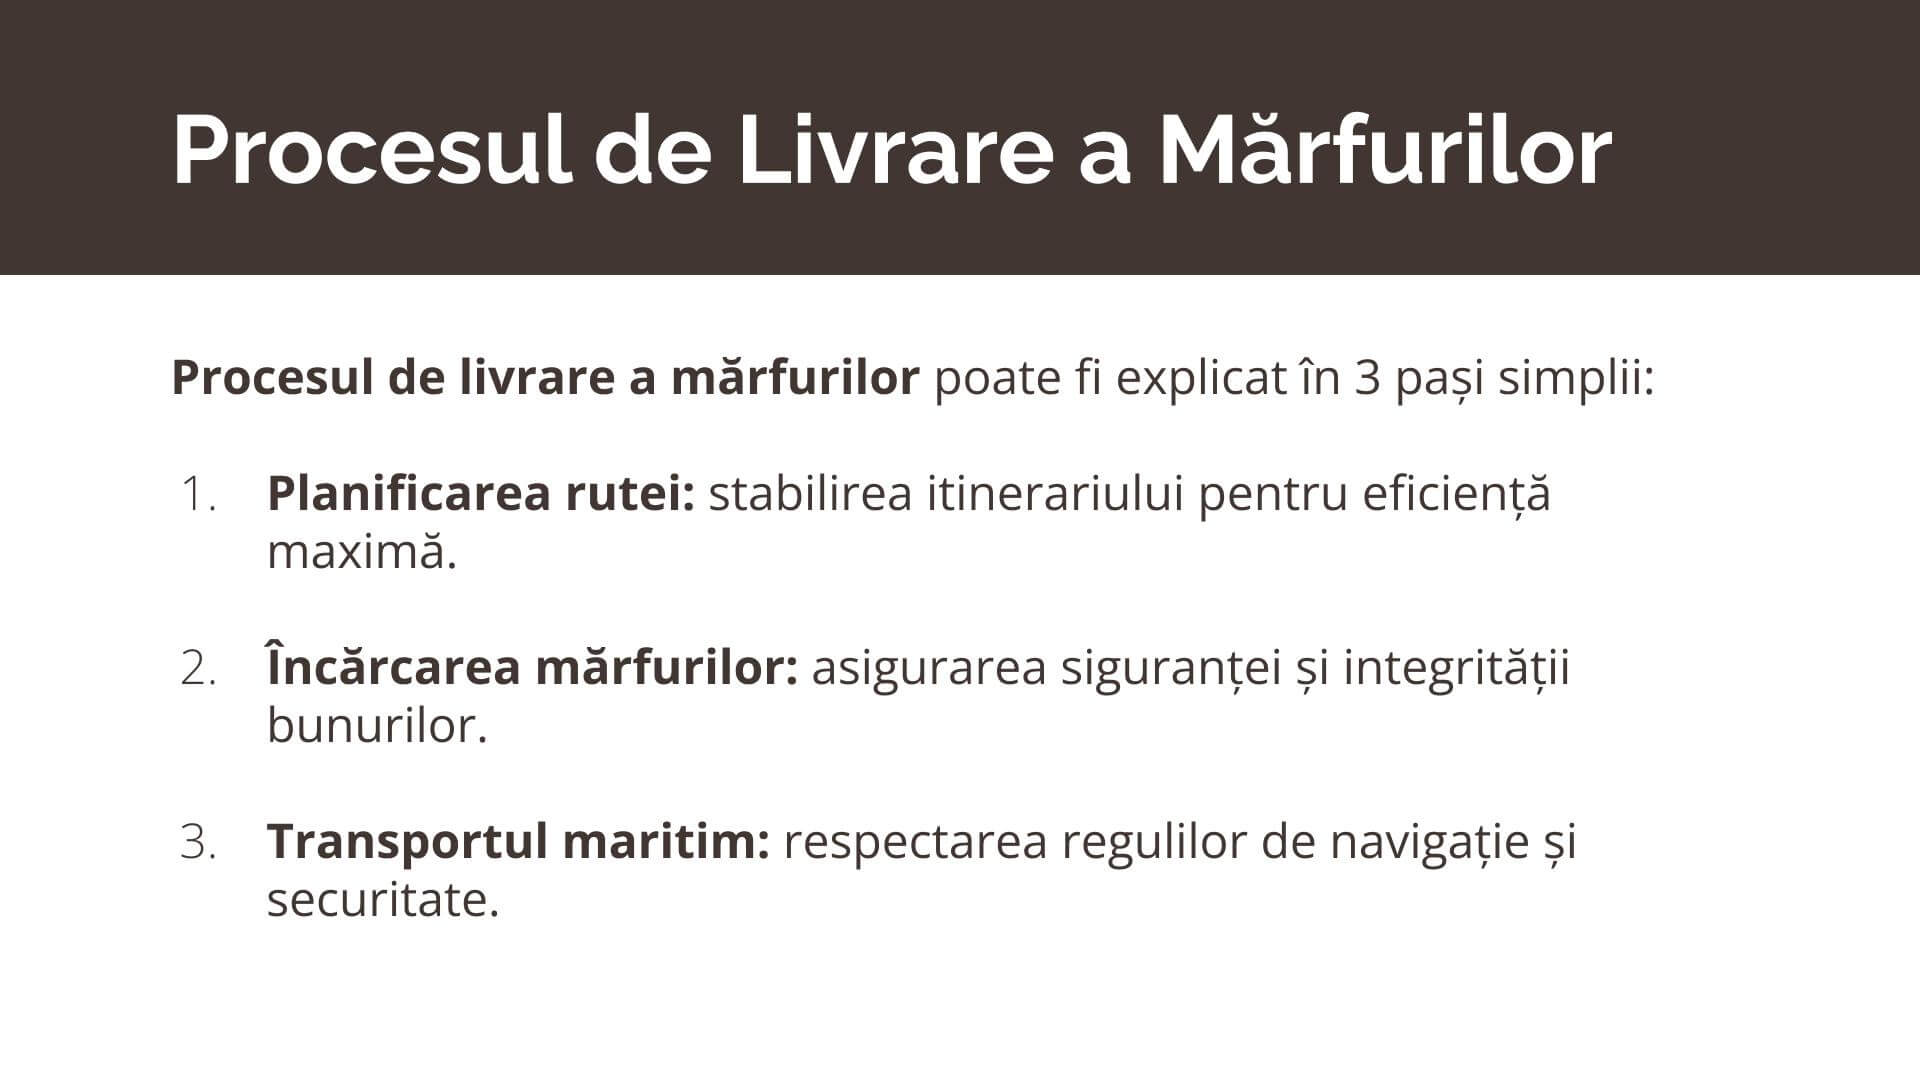 Procesul de Livrare a Mărfurilor
Procesul de livrare a mărfurilor poate fi explicat în 3 pași simplii:
1. Planificarea rutei: stabilirea itinerariului pentru eficiență
maximă.
2. Încărcarea mărfurilor: asigurarea siguranței și integrității
bunurilor.
3. Transportul maritim: respectarea regulilor de navigație și
securitate.